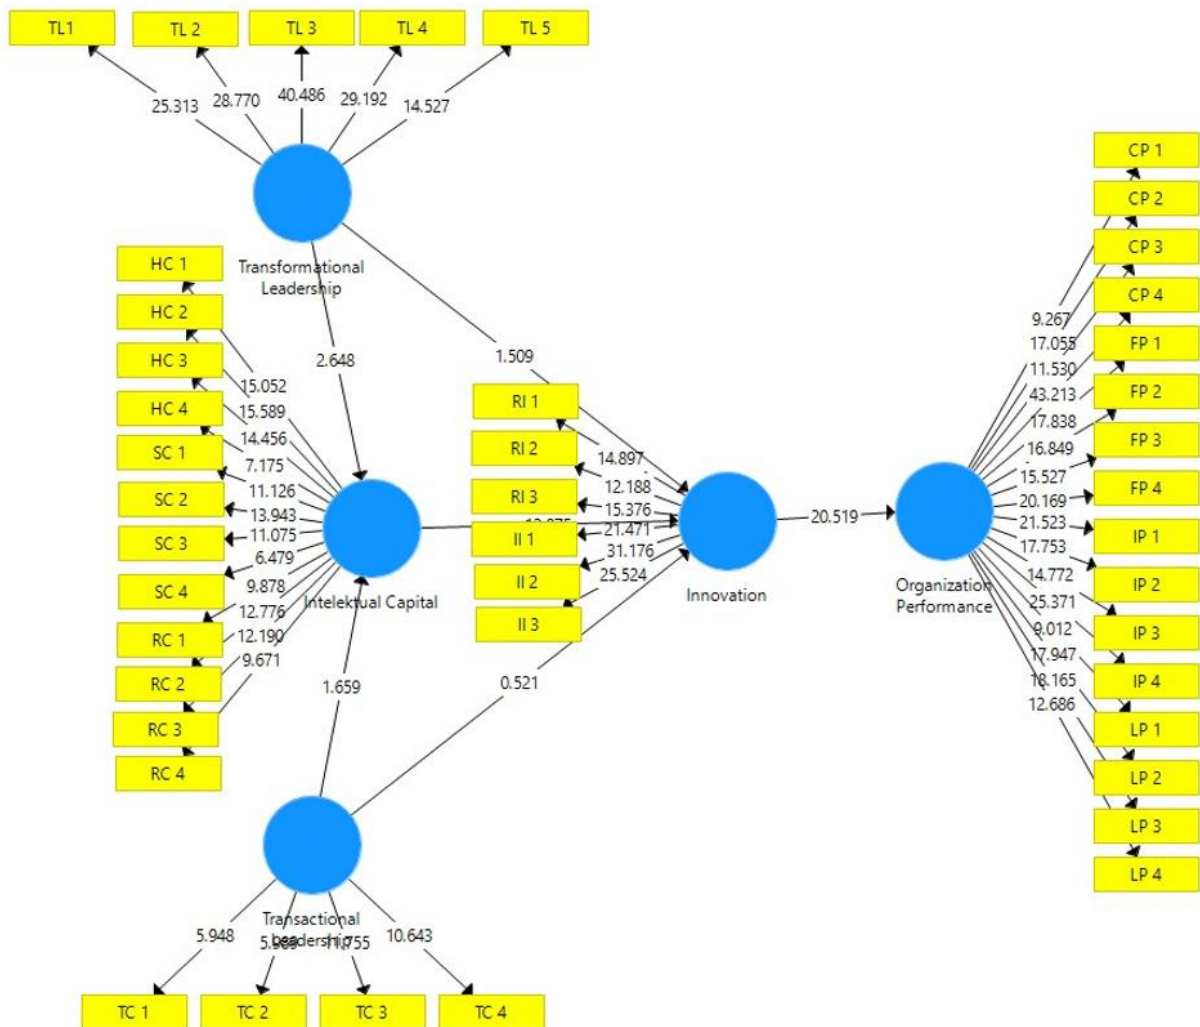 TL1
TL 2
TL 3
TL 4
TL 5
25.313
28.770
40.486
29.192
14.527
Transformational
Leadership
2.648
1.509
HC 1
HC 2
HC 3
HC 4
SC 1
SC 2
SC 3
SC 4
RC 1
RC 2
RC 3
RC 4
15.052
15.589
14.456
7.175
11.126
13.943
11.075
6.479
9.878
12.776
12.190
9.671
Intelektual Capital
RI 1
RI 2
RI 3
II 1
II 2
II 3
14.897
12.188
15.376
21.471
31.176
25.524
Innovation
20.519
Organization
Performance
9.267
17.055
11.530
43.213
17.838
16.849
15.527
20.169
21.523
17.753
14.772
25.371
9.012
17.947
18.165
12.686
CP 1
CP 2
CP 3
CP 4
FP 1
FP 2
FP 3
FP 4
IP 1
IP 2
IP 3
IP 4
LP 1
LP 2
LP 3
LP 4
1.659
0.521
Transactional
Leadership
5.948
11.755
10.643
TC 1
TC 2
TC 3
TC 4